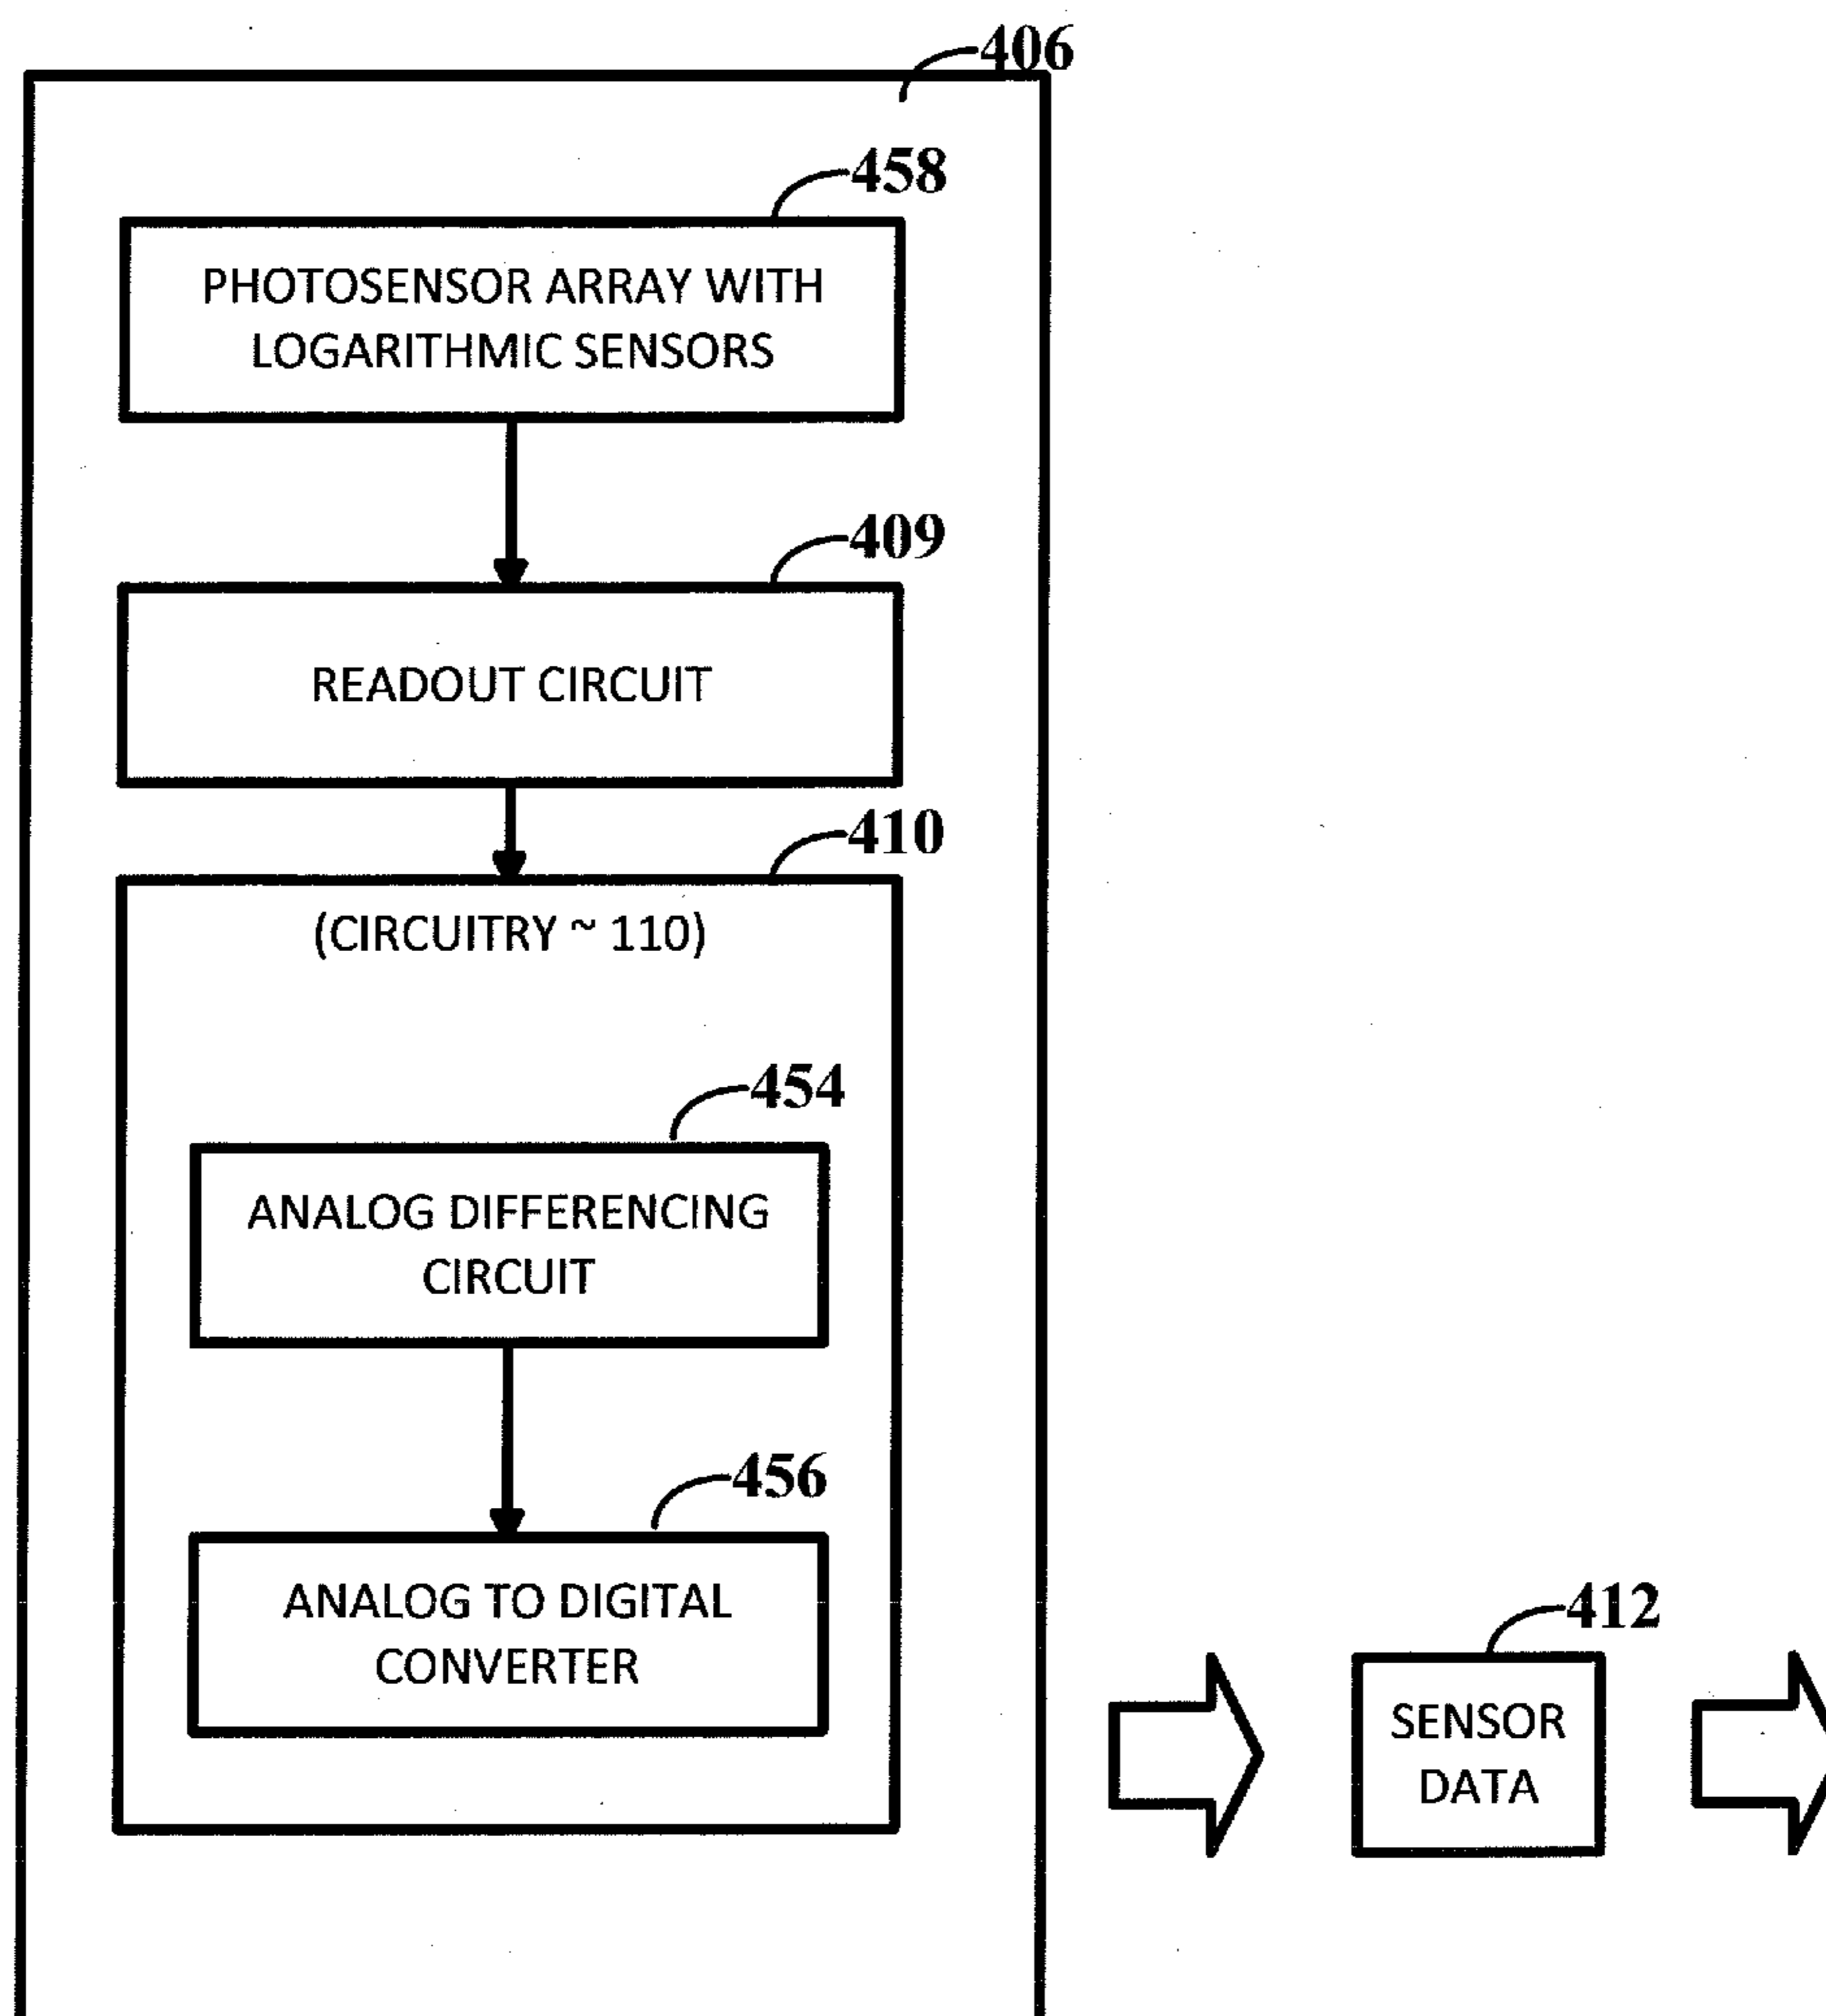 406
458
PHOTOSENSOR ARRAY WITH
LOGARITHMIC SENSORS
409
READOUT CIRCUIT
410
(CIRCUITRY ~ 110)
454
ANALOG DIFFERENCING
CIRCUIT
456
ANALOG TO DIGITAL
CONVERTER
412
SENSOR
DATA